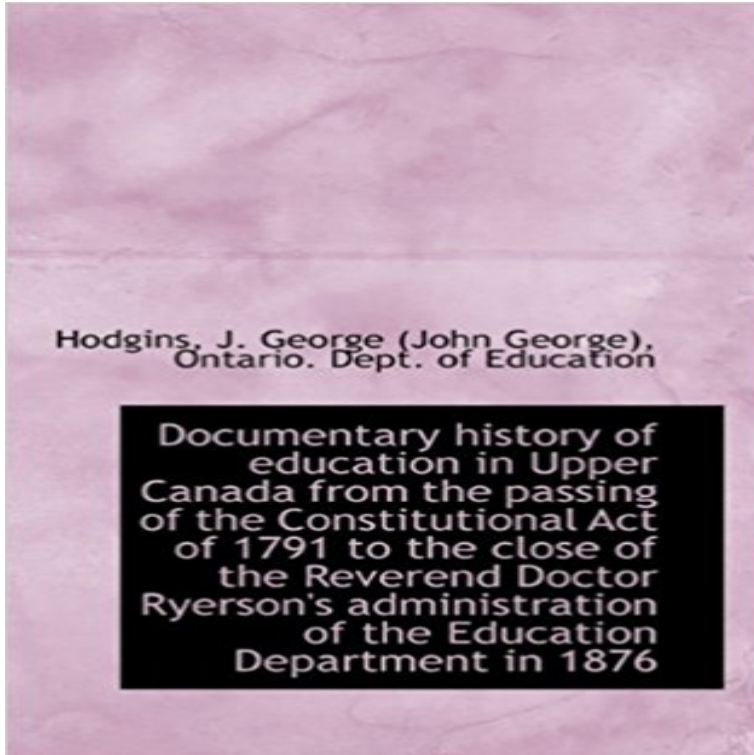 Hodgins, J. George (John George),
Ontario. Dept. of Education
Documentary history of
education in Upper
Canada from the passing
of the Constitutional Act
of 1791 to the close of
the Reverend Doctor
Ryerson's administration
of the Education
Department in 1876